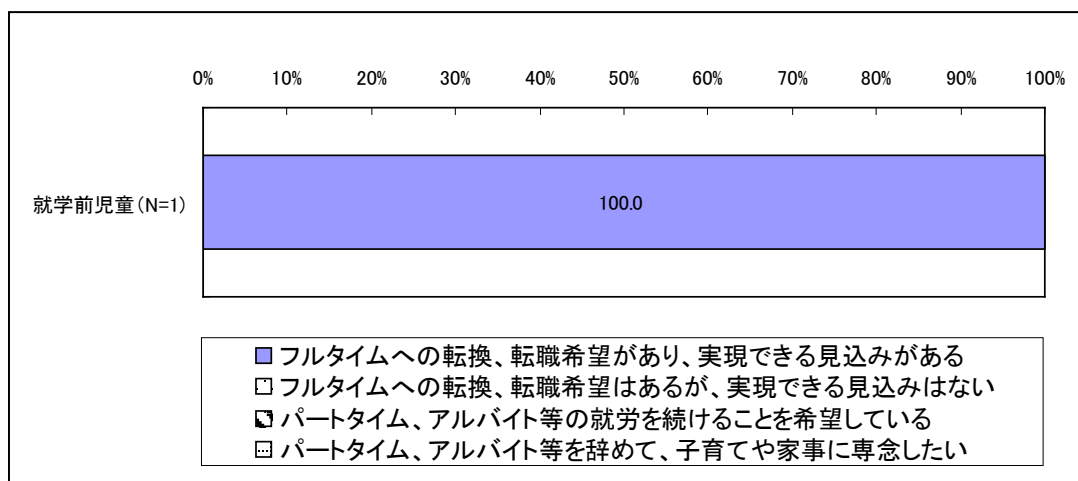 0% 10% 20% 30% 40% 50% 60% 70% 80% 90% 100%
就学前児童(N=1)
100.0
フルタイムへの転換、転職希望があり、実現できる見込みがある
フルタイムへの転換、転職希望はあるが、実現できる見込みはない
パートタイム、アルバイト等の就労を続けることを希望している
パートタイム、アルバイト等を辞めて、子育てや家事に専念したい